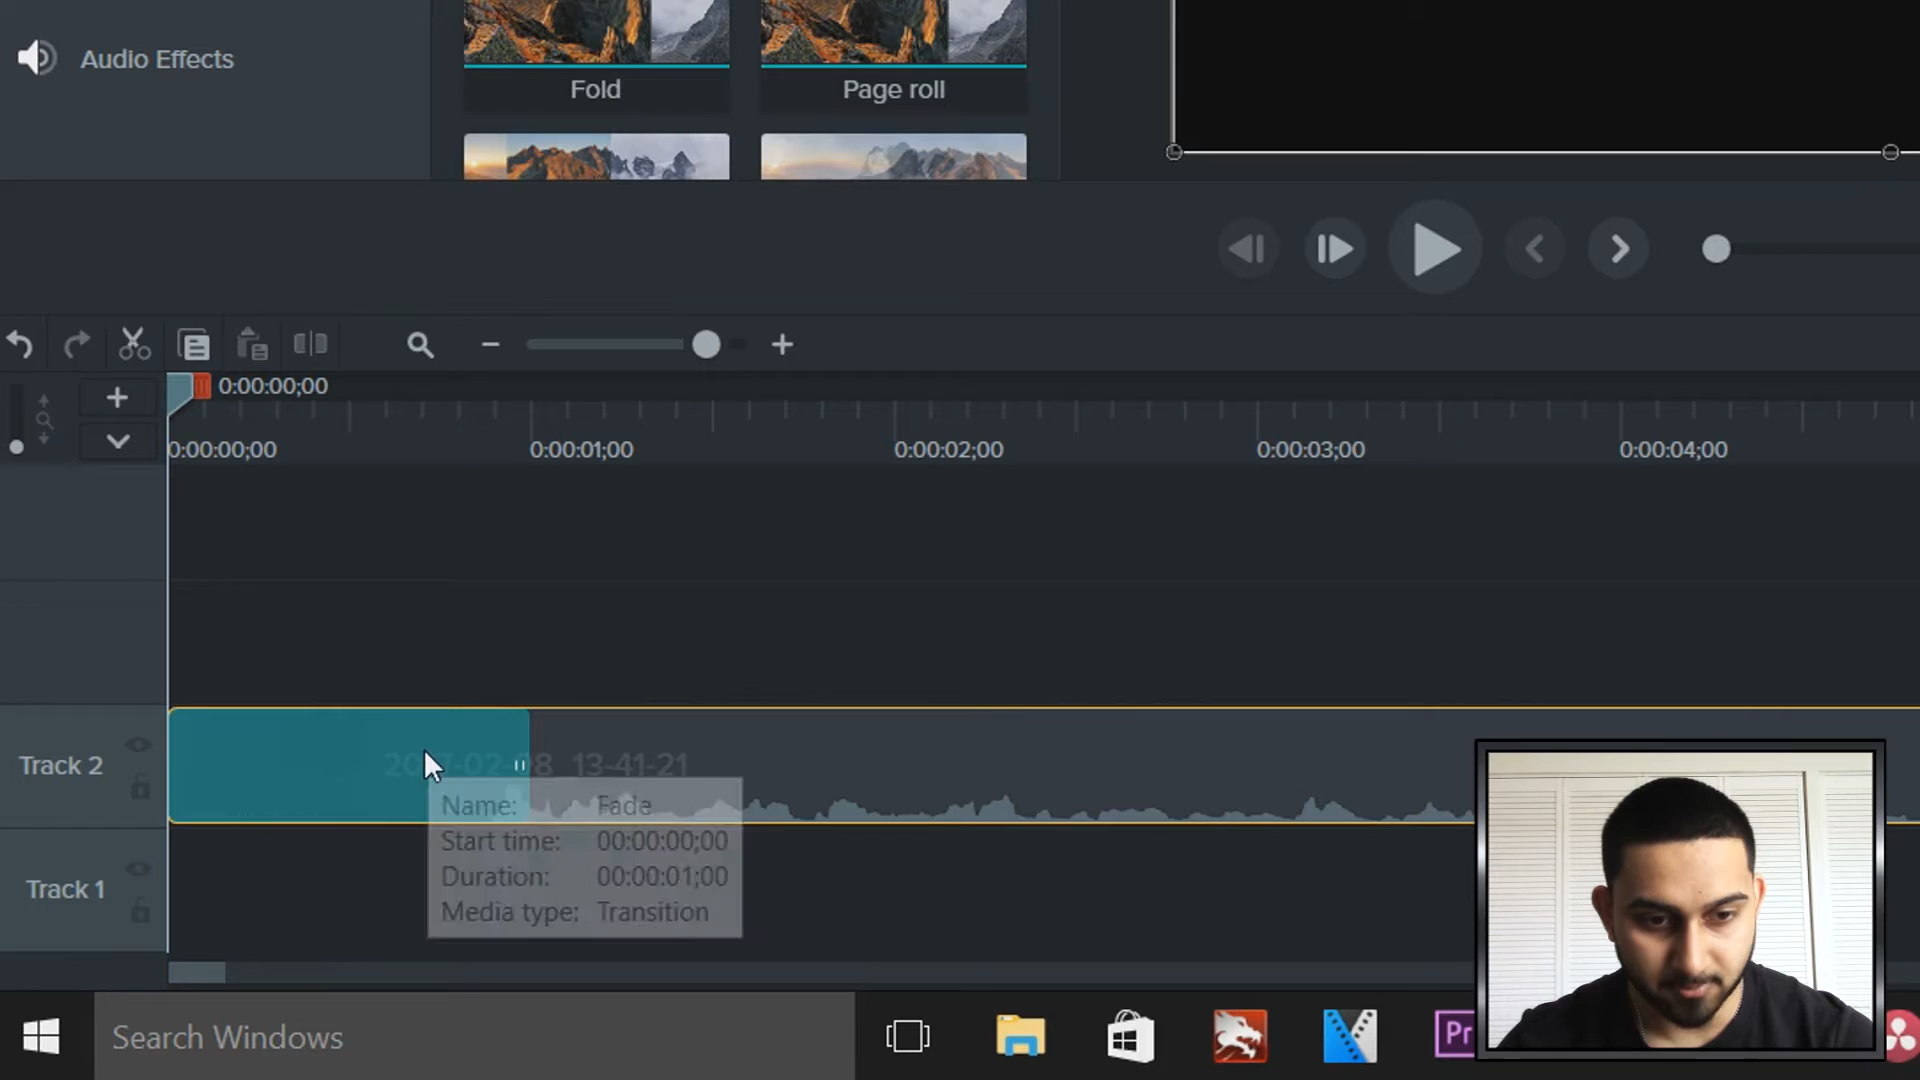 Audio Effects
Fold
Page roll
0:00:00;00
0:00:00;00
0:00:01;00
0:00:02;00
0:00:03;00
0:00:04;00
Track 2
13-41-21
Name: Fade
Start time: 00:00:00;00
Duration: 00:00:01;00
Media type: Transition
Track 1
Search Windows
Pr